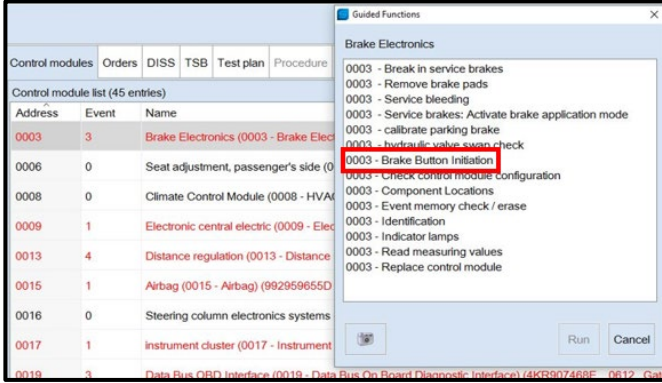 Guided Functions
Control modules Orders DISS TSB Test plan Procedure
Control module list (45 entries)
Address Event Name
0003 3 Brake Electronics (0003 - Brake Elect
0006 0 Seat adjustment, passenger's side (0
0008 0 Climate Control Module (0008 - HVA
0009 1 Electronic central electric (0009 - Elec
0013 4 Distance regulation (0013 - Distance
0015 1 Airbag (0015 - Airbag) (992959655D
0016 0 Steering column electronics systems
0017 1 instrument cluster (0017 - Instrument
0019 3 Data Bus OBD Interface (0019 - Data Bus On Board Diagnostic Interface) (4KR907468F 0612
Brake Electronics
0003 - Break in service brakes
0003 - Remove brake pads
0003 - Service bleeding
0003 - Service brakes: Activate brake application mode
0003 - calibrate parking brake
0003 - hydraulic valve swap check
0003 - Brake Button Initiation
0003 - Check control module configuration
0003 - Component Locations
0003 - Event memory check / erase
0003 - Identification
0003 - Indicator lamps
0003 - Read measuring values
0003 - Replace control module
Run Cancel